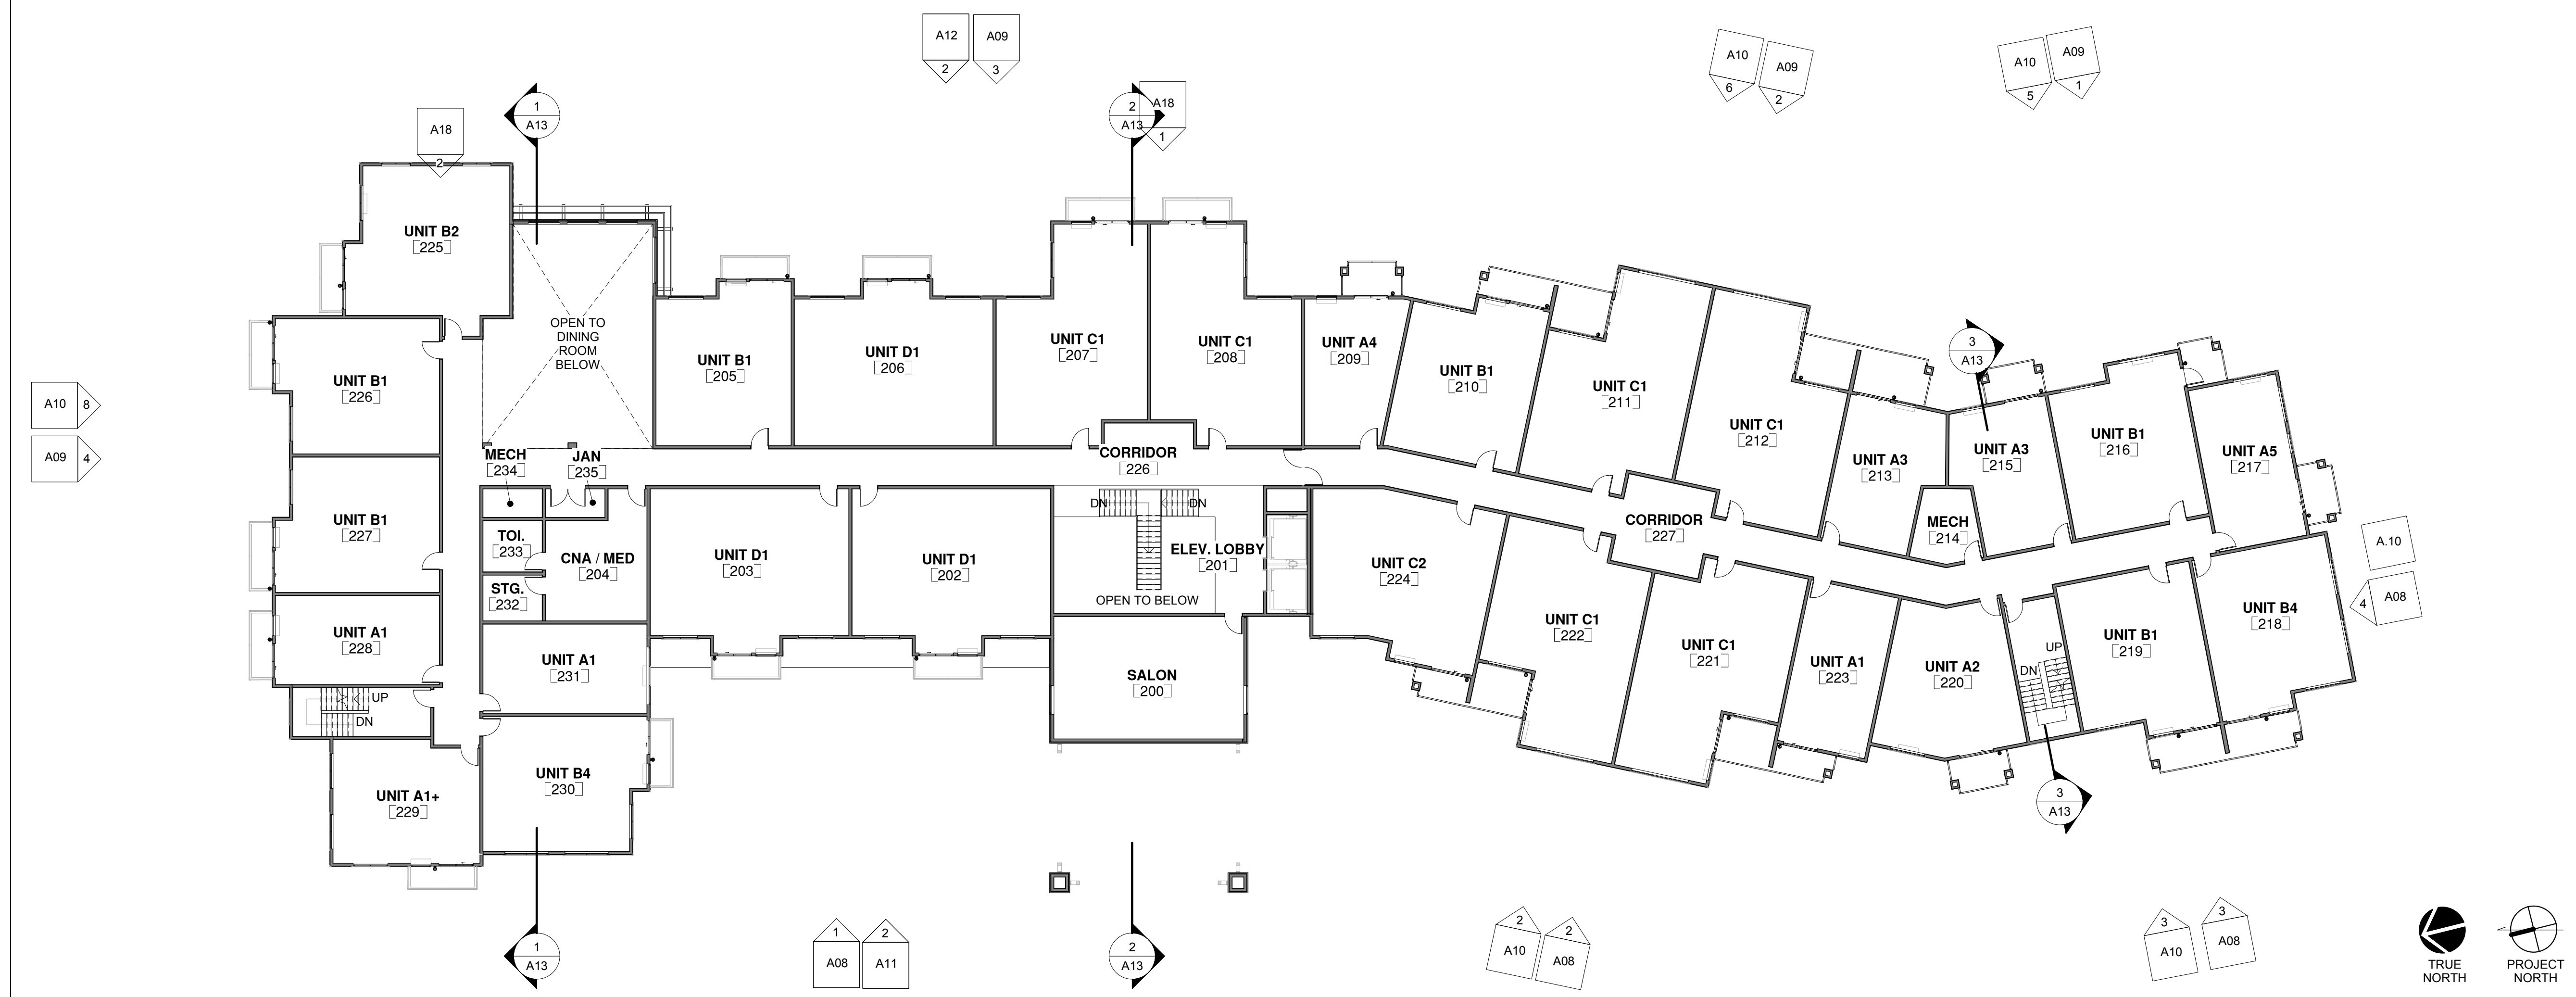 A12
2
A09
3
A10
6
A09
2
A10
5
A09
1
1
A13
2
A13
A18
1
A18
2
UNIT B2
225
OPEN TO
DINING
ROOM
BELOW
UNIT B1
226
UNIT B1
205
UNIT D1
206
UNIT C1
207
UNIT C1
208
UNIT A4
209
UNIT B1
210
UNIT C1
211
UNIT C1
212
UNIT A3
213
3
A13
UNIT A3
215
UNIT B1
216
UNIT A5
217
A10
8
A09
4
MECH
234
JAN
235
CORRIDOR
226
UNIT B1
227
TOI.
233
CNA / MED
204
STG.
232
UNIT D1
203
UNIT D1
202
DN
DN
ELEV. LOBBY
201
OPEN TO BELOW
UNIT C2
224
CORRIDOR
227
MECH
214
A.10
A08
4
UNIT A1
228
UNIT A1
231
SALON
200
UNIT C1
222
UNIT C1
221
UNIT A1
223
UNIT A2
220
UP
DN
UNIT B1
219
UNIT B4
218
UP
DN
UNIT A1+
229
UNIT B4
230
3
A13
1
A13
1
A08
2
A11
2
A13
2
A10
2
A08
3
A10
3
A08
TRUE
NORTH
PROJECT
NORTH